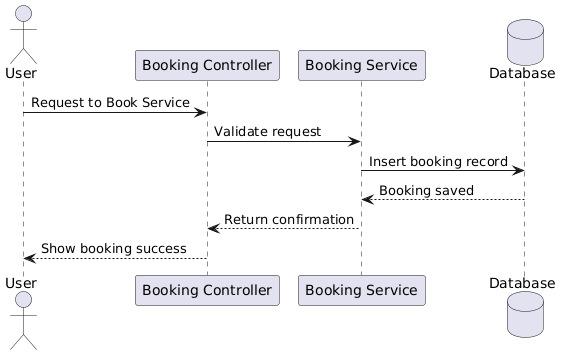 User
Booking Controller
Booking Service
Database
Request to Book Service
Validate request
Insert booking record
Booking saved
Return confirmation
Show booking success
User
Booking Controller
Booking Service
Database